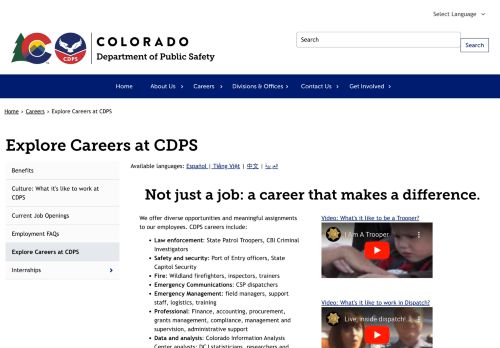 Select Language
COLORADO
Department of Public Safety
CDPS
Search
Search
Home
About Us
Careers
Divisions & Offices
Contact Us
Get Involved
Home › Careers › Explore Careers at CDPS
Explore Careers at CDPS
Benefits
Culture: What it's like to work at
CDPS
Current Job Openings
Employment FAQs
Explore Careers at CDPS
Internships
Available languages: Español | Tiếng Việt | 中文 |
Not just a job: a career that makes a difference.
We offer diverse opportunities and meaningful assignments
to our employees. CDPS careers include:
• Law enforcement: State Patrol Troopers, CBI Criminal
Investigators
• Safety and security: Port of Entry officers, State
Capitol Security
• Fire: Wildland firefighters, inspectors, trainers
• Emergency Communications: CSP dispatchers
• Emergency Management: field managers, support
staff, logistics, training
• Professional: Finance, accounting, procurement,
grants management, compliance, management and
supervision, administrative support
• Data and analysis: Colorado Information Analysis
Center analysts; DCJ statisticians, researchers and
Video: What's it like to be a Trooper?
I Am A Trooper
Video: What's it like to work in Dispatch?
Live, inside dispatch!